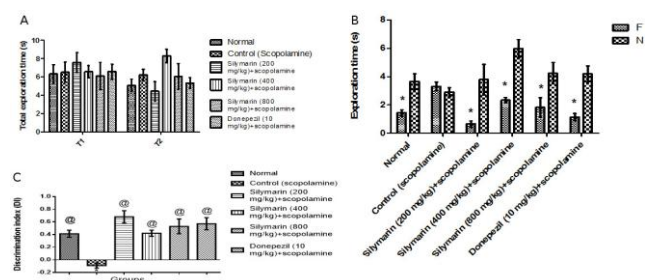 A
Total exploration time (s)
10
8
6
4
2
0
T1
T2
Normal
Control (Scopolamine)
Silymarin (200
mg/kg)+scopolamine
Silymarin (400
mg/kg)+scopolamine
Silymarin (800
mg/kg)+scopolamine
Donepezil (10
mg/kg)+scopolamine
B
Exploration time (s)
8
6
4
2
0
* * * * *
F
N
Normal
Control (scopolamine)
Silymarin (200 mg/kg)+scopolamine
Silymarin (400 mg/kg)+scopolamine
Silymarin (800 mg/kg)+scopolamine
Donepezil (10 mg/kg)+scopolamine
C
Discrimination index (DI)
1.0
0.8
0.6
0.4
0.2
0.0
-0.2
@ @ @ @ @
Groups
Normal
Control (scopolamine)
Silymarin (200
mg/kg)+scopolamine
Silymarin (400
mg/kg)+scopolamine
Silymarin (800
mg/kg)+scopolamine
Donepezil (10
mg/kg)+scopolamine